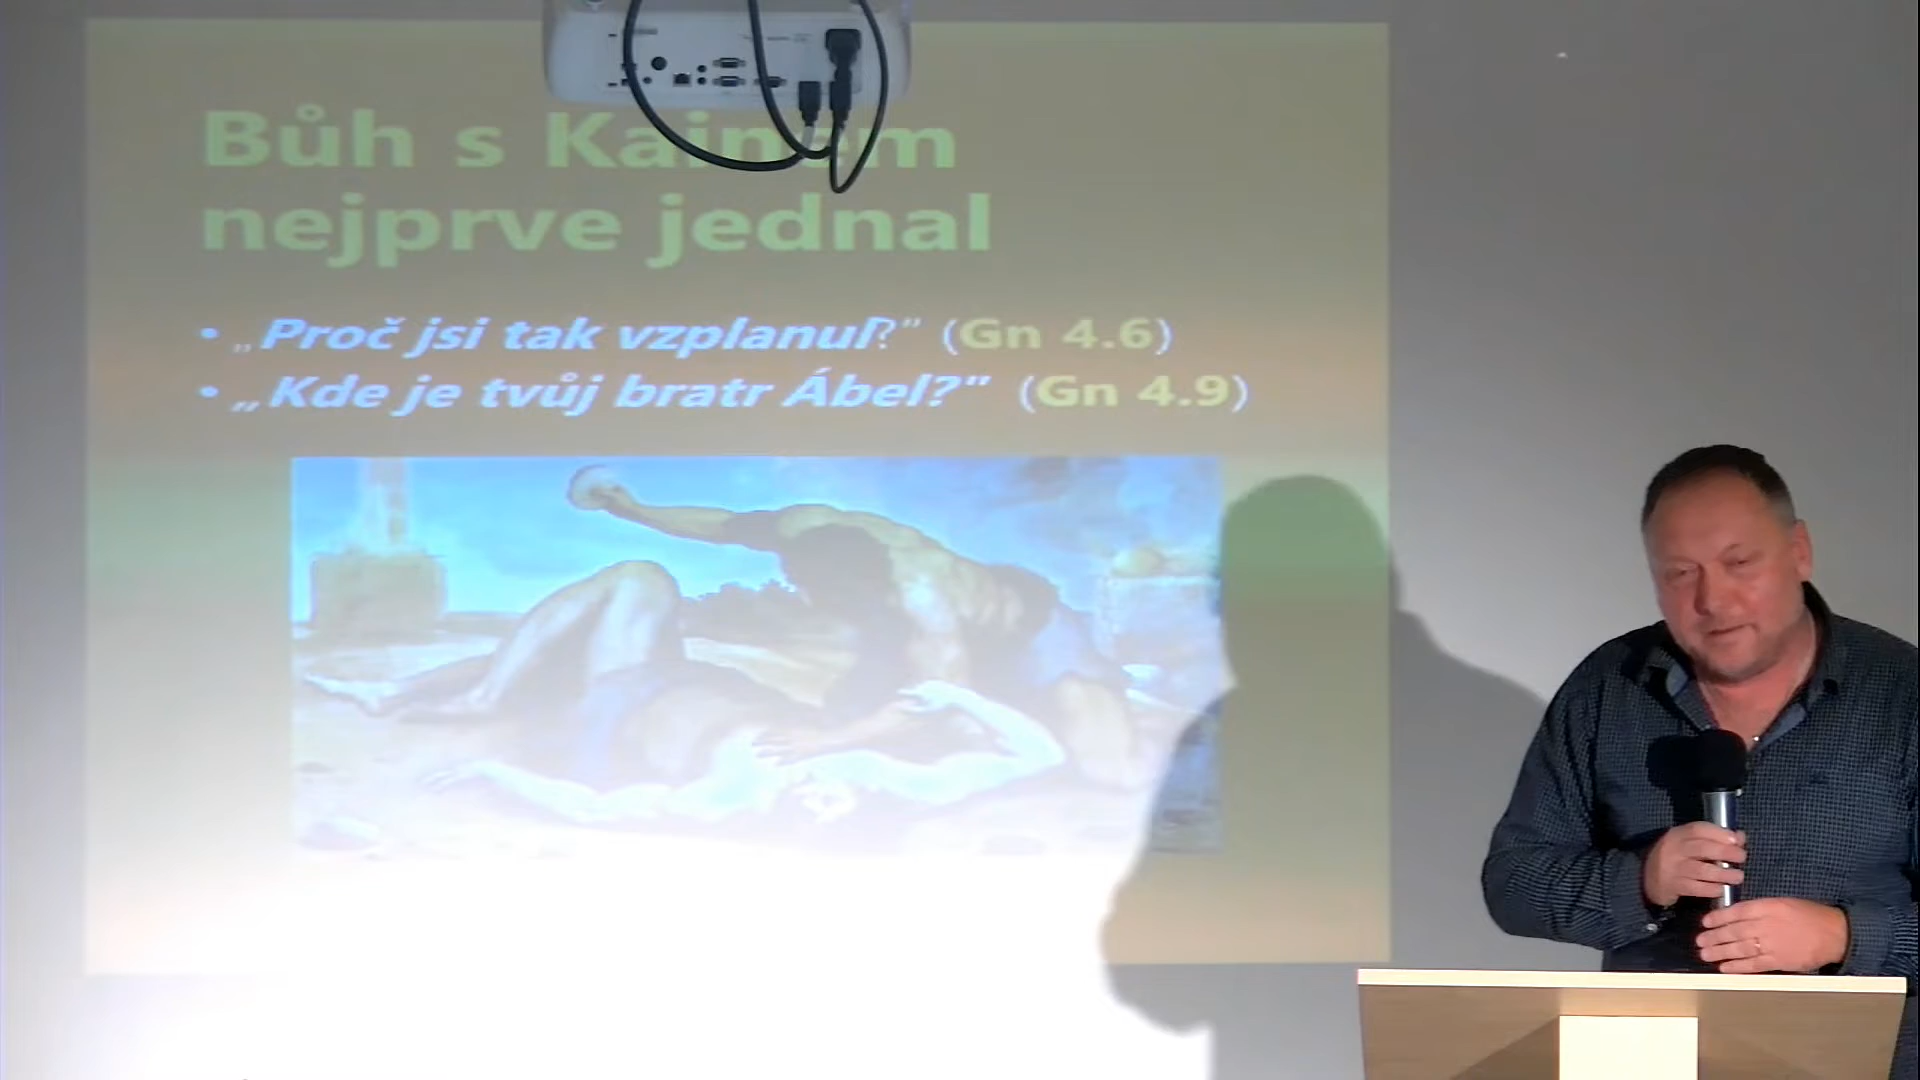 Bůh s Kainem
nejprve jednal
• „Proč jsi tak vzplanul?” (Gn 4.6)
• „Kde je tvůj bratr Ábel?" (Gn 4.9)